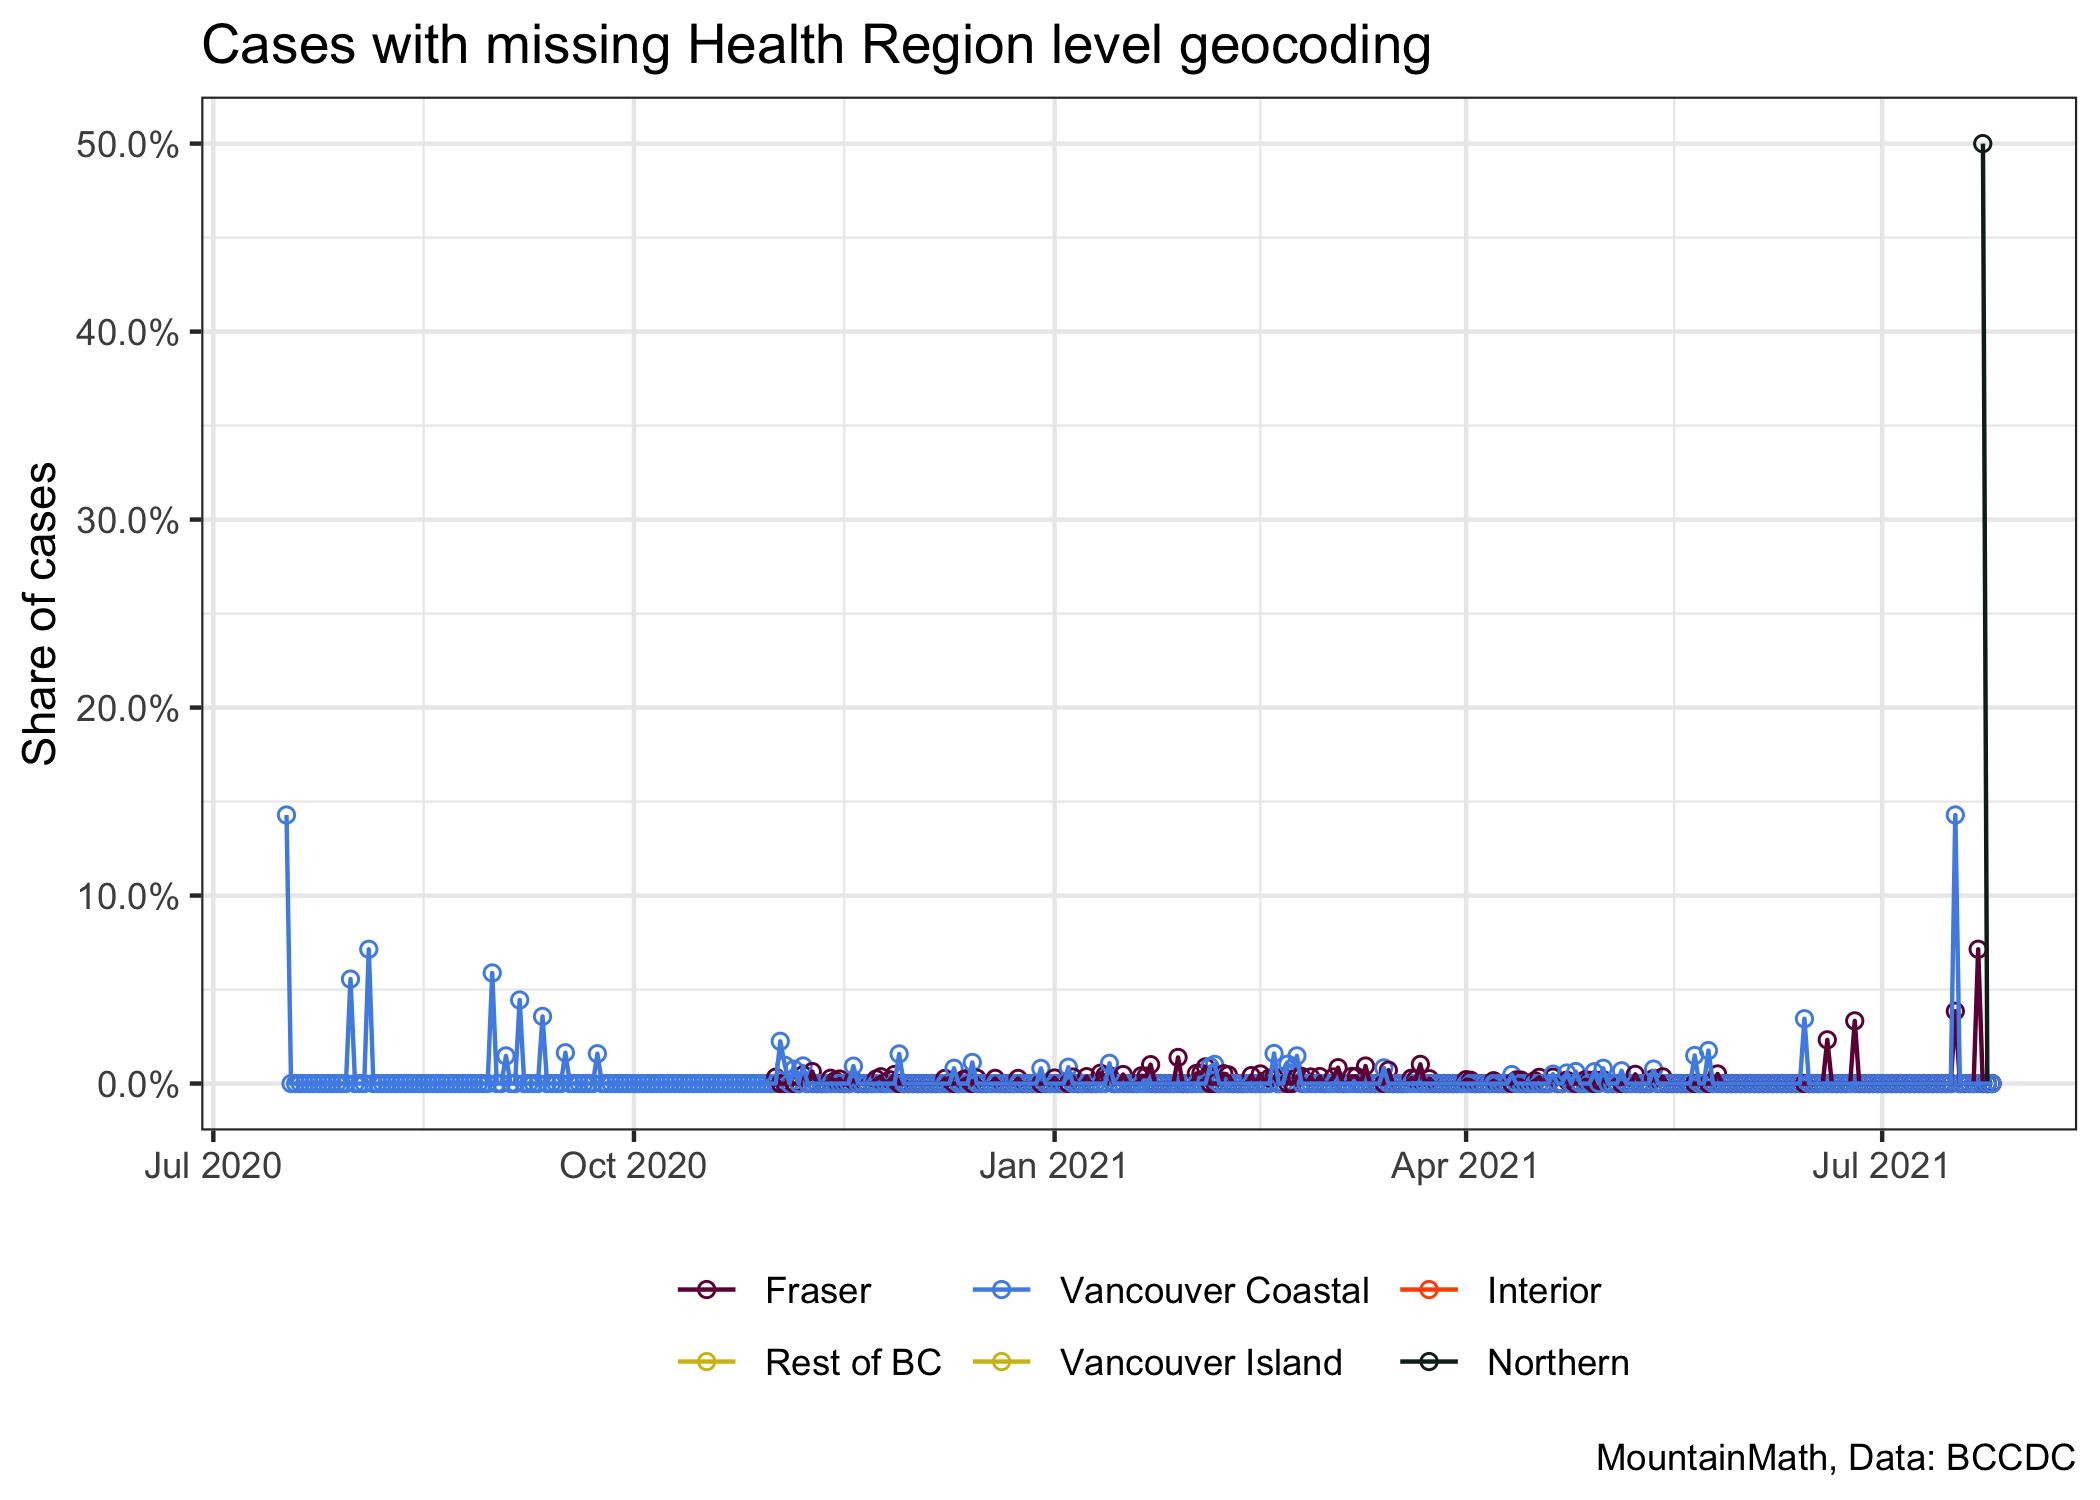 Cases with missing Health Region level geocoding
Share of cases
50.0%
40.0%
30.0%
20.0%
10.0%
0.0%
Jul 2020 Oct 2020 Jan 2021 Apr 2021 Jul 2021
Fraser Vancouver Coastal Interior
Rest of BC Vancouver Island Northern
MountainMath, Data: BCCDC